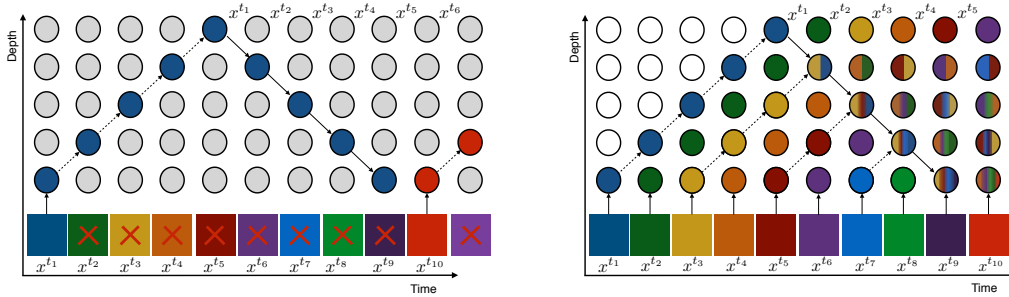 x^{t_1} x^{t_2} x^{t_3} x^{t_4} x^{t_5} x^{t_6}
Depth
x^{t_1} x^{t_2} x^{t_3} x^{t_4} x^{t_5} x^{t_6} x^{t_7} x^{t_8} x^{t_9} x^{t_{10}}
Time
x^{t_1} x^{t_2} x^{t_3} x^{t_4} x^{t_5}
Depth
x^{t_1} x^{t_2} x^{t_3} x^{t_4} x^{t_5} x^{t_6} x^{t_7} x^{t_8} x^{t_9} x^{t_{10}}
Time